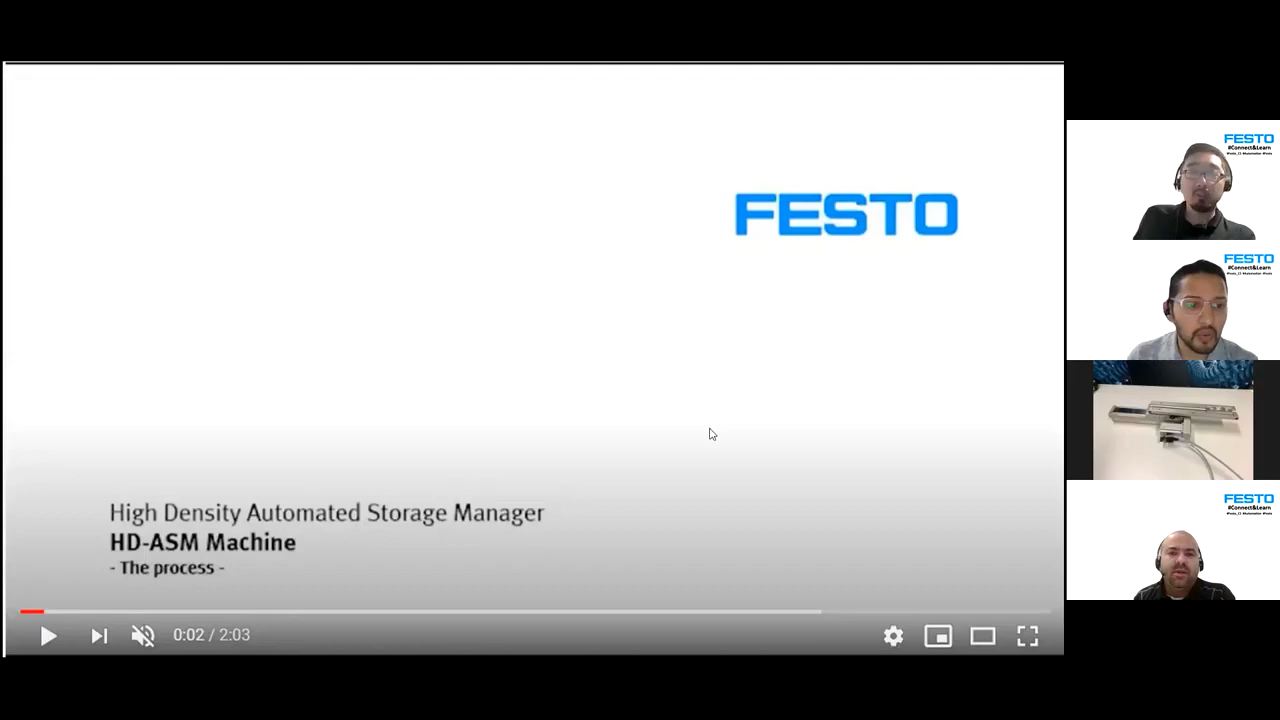 FESTO
High Density Automated Storage Manager
HD-ASM Machine
- The process -
0:02 / 2:03
FESTO
#Connect&Learn
FESTO
#Connect&Learn
FESTO
#Connect&Learn